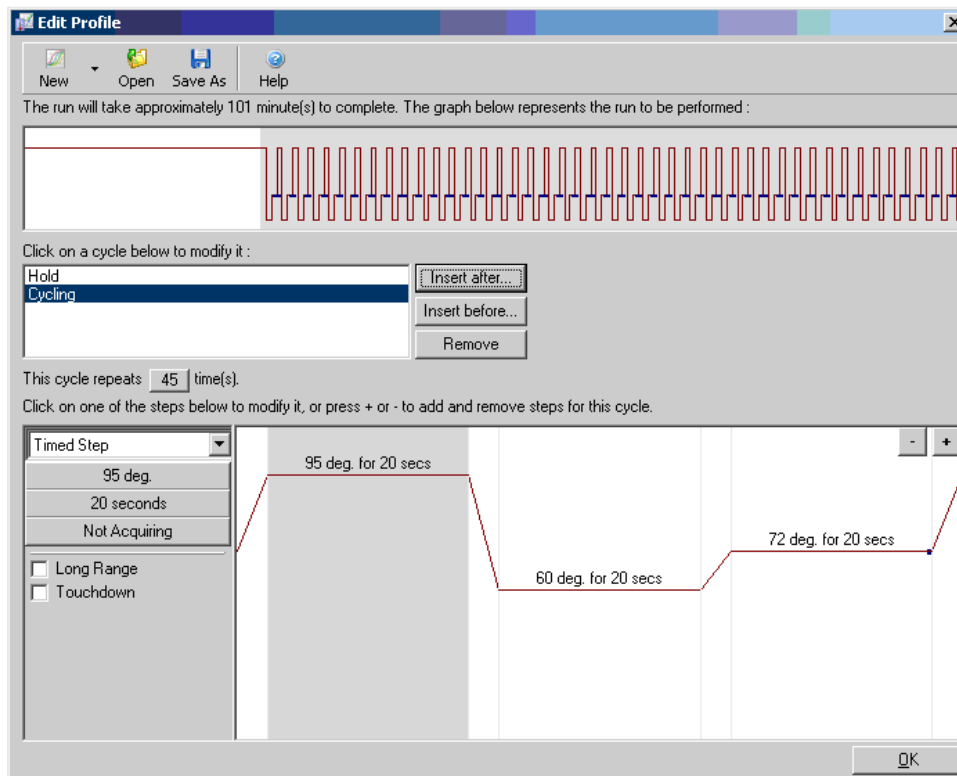 Edit Profile
New
Open
Save As
Help
The run will take approximately 101 minute(s) to complete. The graph below represents the run to be performed :
Click on a cycle below to modify it :
Hold
Cycling
Insert after...
Insert before...
Remove
This cycle repeats 45 time(s).
Click on one of the steps below to modify it, or press + or - to add and remove steps for this cycle.
Timed Step
- +
95 deg.
20 seconds
Not Acquiring
Long Range
Touchdown
95 deg. for 20 secs
60 deg. for 20 secs
72 deg. for 20 secs
OK